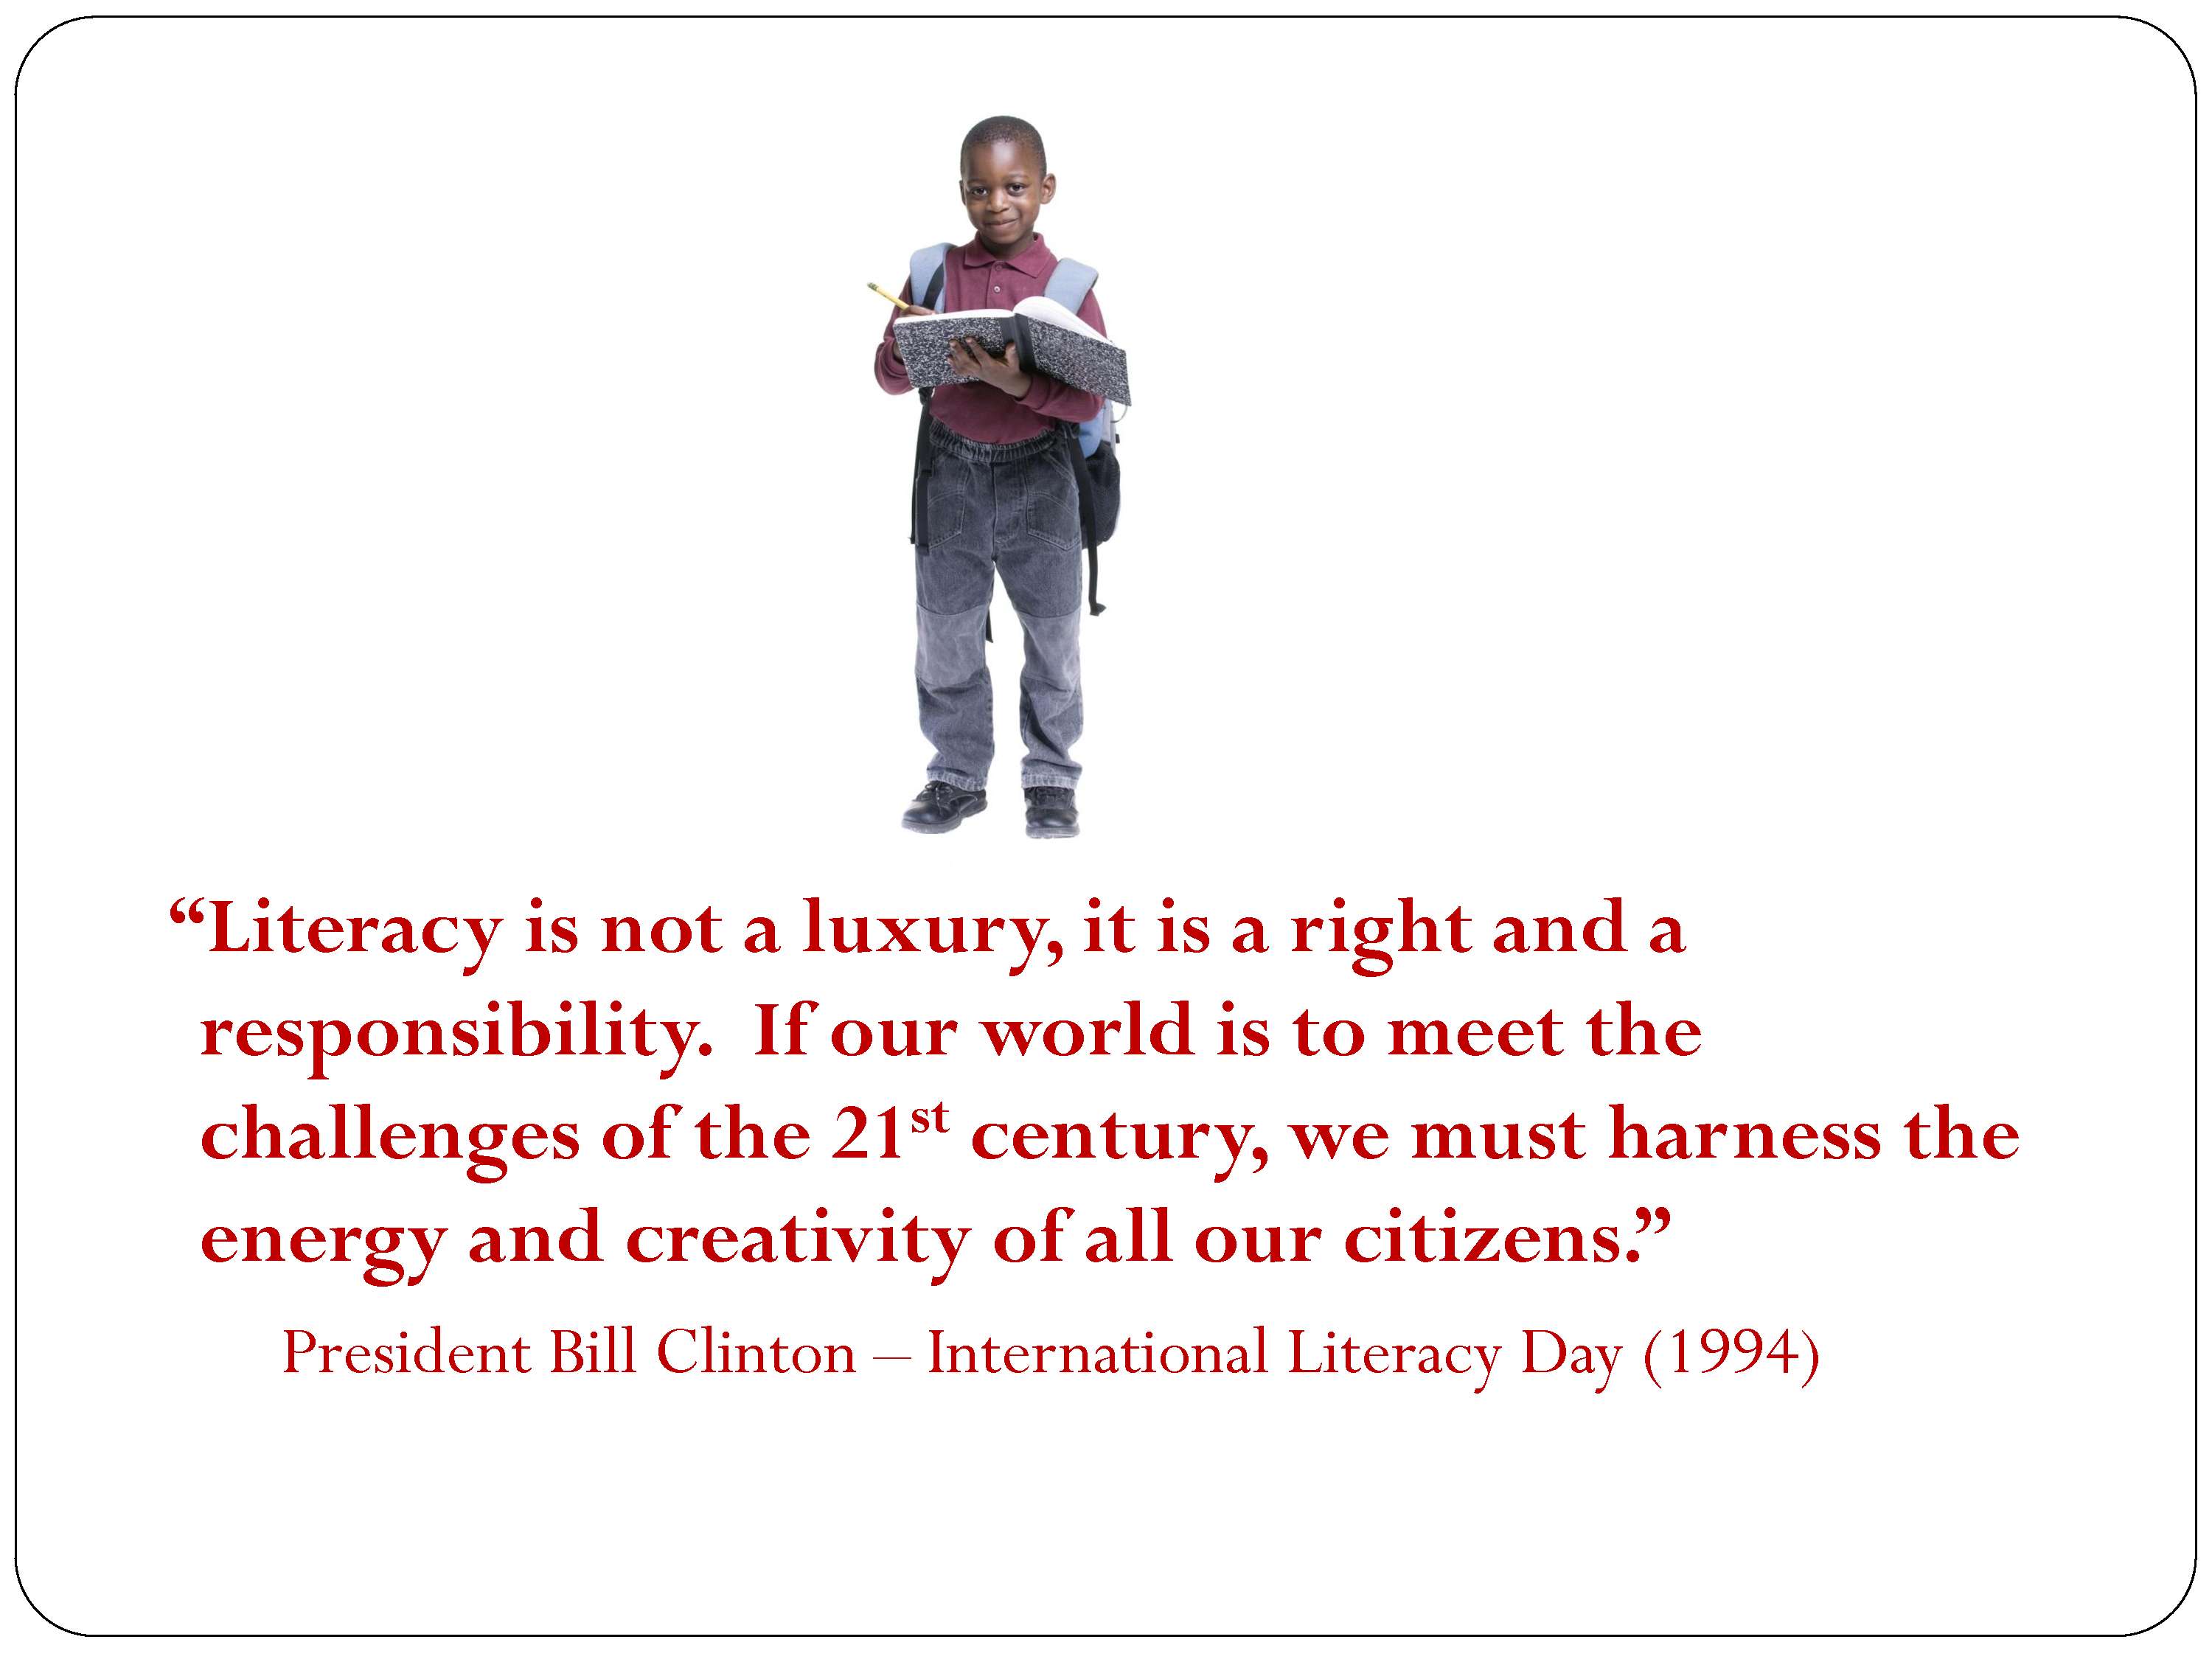 “Literacy is not a luxury, it is a right and a
responsibility.  If our world is to meet the
challenges of the 21st century, we must harness the
energy and creativity of all our citizens.”
President Bill Clinton – International Literacy Day (1994)